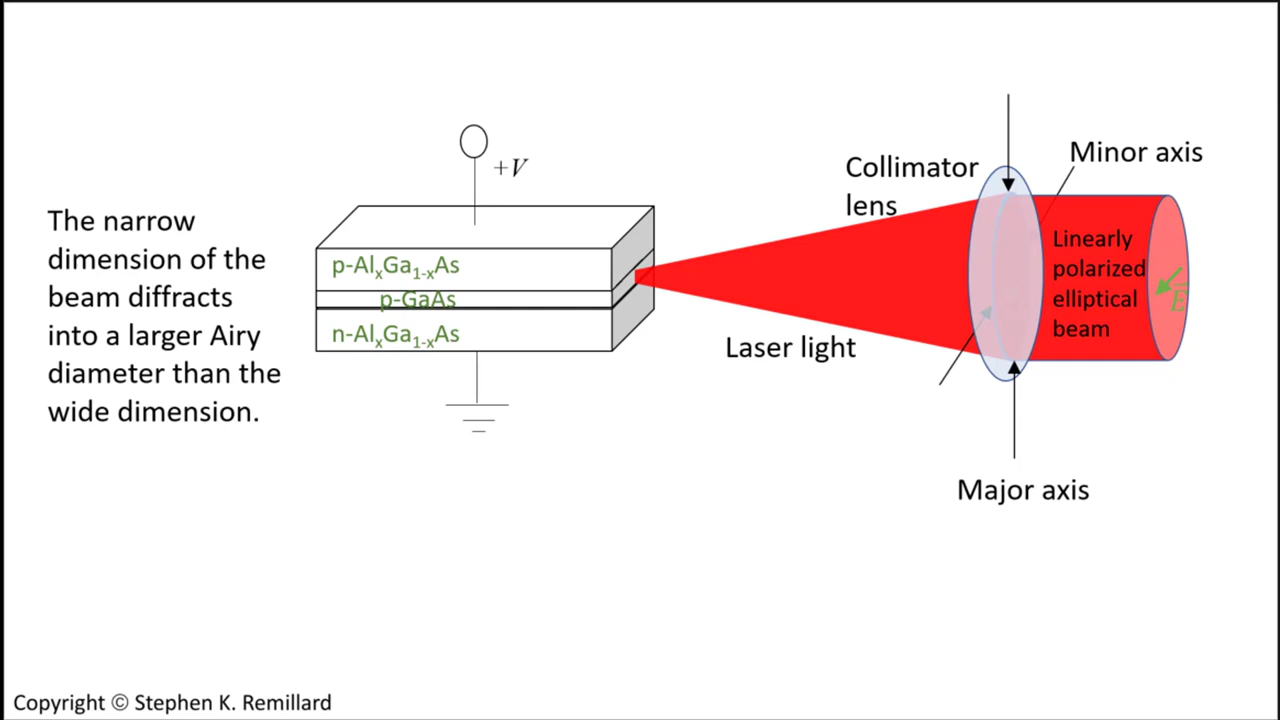 The narrow
dimension of the
beam diffracts
into a larger Airy
diameter than the
wide dimension.
+V
p-AlₓGa₁₋ₓAs
p-GaAs
n-AlₓGa₁₋ₓAs
Laser light
Collimator
lens
Minor axis
Linearly
polarized
elliptical
beam
E
Major axis
Copyright © Stephen K. Remillard